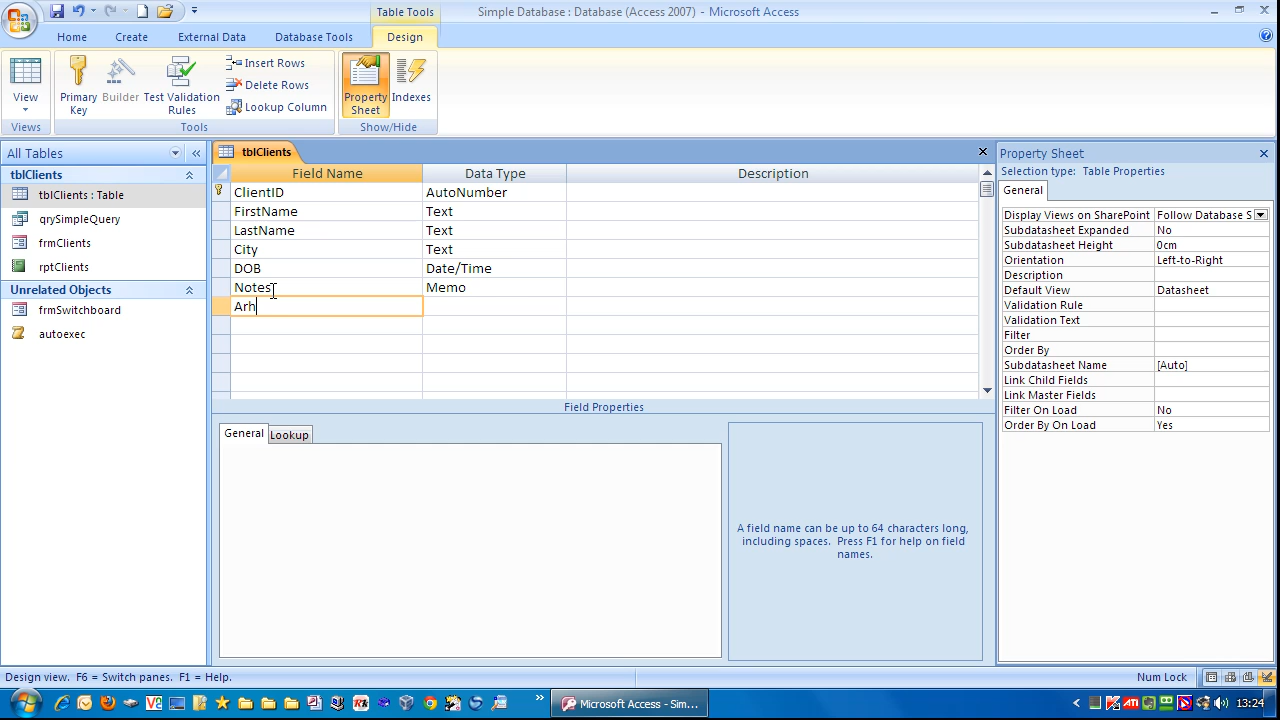 Table Tools
Simple Database : Database (Access 2007) - Microsoft Access
Home Create External Data Database Tools Design
View
Primary Key
Builder
Test Validation Rules
Insert Rows
Delete Rows
Lookup Column
Property Sheet
Indexes
Views Tools Show/Hide
All Tables
tblClients
tblClients : Table
qrySimpleQuery
frmClients
rptClients
Unrelated Objects
frmSwitchboard
autoexec
tblClients
Field Name Data Type Description
ClientID AutoNumber
FirstName Text
LastName Text
City Text
DOB Date/Time
Notes Memo
Arh
Field Properties
General Lookup
A field name can be up to 64 characters long,
including spaces. Press F1 for help on field
names.
Property Sheet
Selection type: Table Properties
General
Display Views on SharePoint Follow Database S
Subdatasheet Expanded No
Subdatasheet Height 0cm
Orientation Left-to-Right
Description
Default View Datasheet
Validation Rule
Validation Text
Filter
Order By
Subdatasheet Name [Auto]
Link Child Fields
Link Master Fields
Filter On Load No
Order By On Load Yes
Design view. F6 = Switch panes. F1 = Help.
Num Lock
Microsoft Access - Sim...
13:24